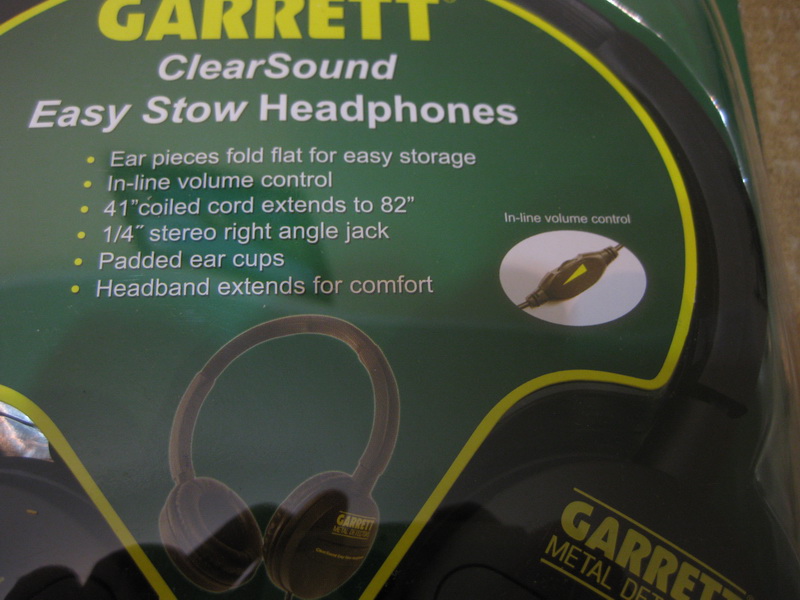 GARRETT®
ClearSound
Easy Stow Headphones
• Ear pieces fold flat for easy storage
• In-line volume control
• 41”coiled cord extends to 82”
• 1/4˝ stereo right angle jack
• Padded ear cups
• Headband extends for comfort
In-line volume control
GARRETT
METAL
GARRETT
METAL DET